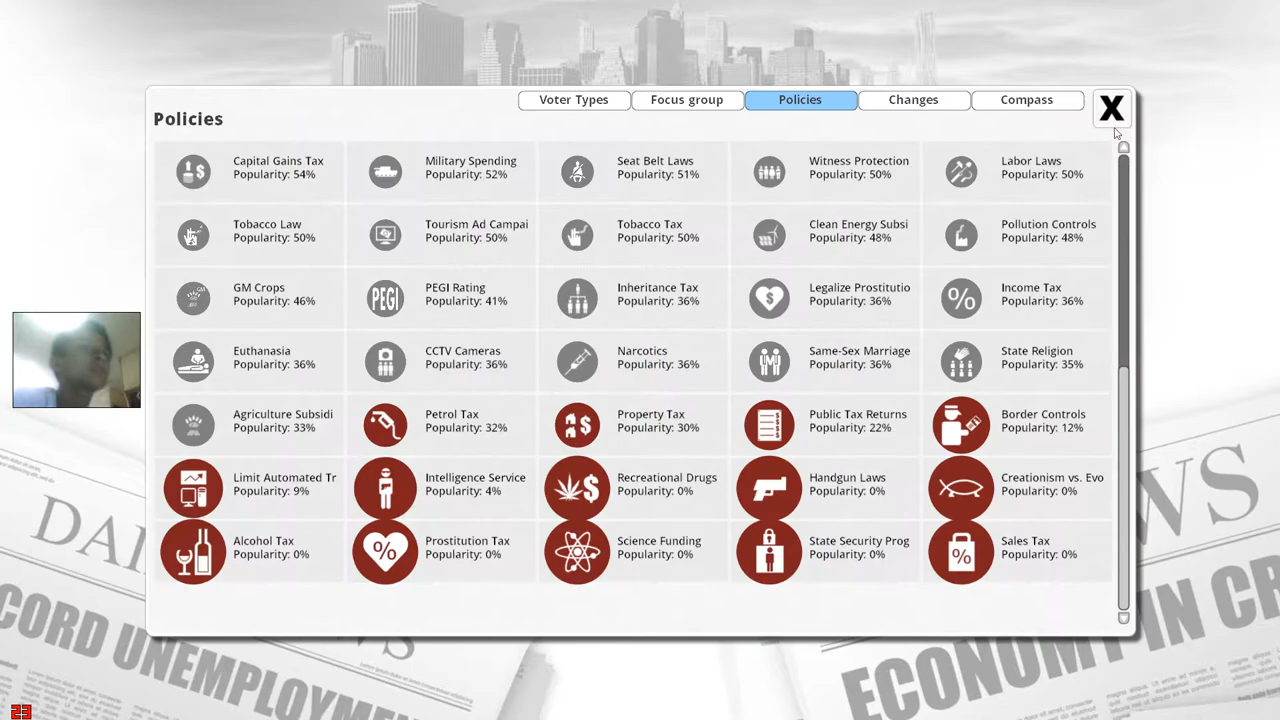 Voter Types
Focus group
Policies
Changes
Compass
X
Policies
Capital Gains Tax
Popularity: 54%
Military Spending
Popularity: 52%
Seat Belt Laws
Popularity: 51%
Witness Protection
Popularity: 50%
Labor Laws
Popularity: 50%
Tobacco Law
Popularity: 50%
Tourism Ad Campai
Popularity: 50%
Tobacco Tax
Popularity: 50%
Clean Energy Subsi
Popularity: 48%
Pollution Controls
Popularity: 48%
GM
GM Crops
Popularity: 46%
PEGI
PEGI Rating
Popularity: 41%
Inheritance Tax
Popularity: 36%
$
Legalize Prostitutio
Popularity: 36%
%
Income Tax
Popularity: 36%
Euthanasia
Popularity: 36%
CCTV Cameras
Popularity: 36%
Narcotics
Popularity: 36%
Same-Sex Marriage
Popularity: 36%
State Religion
Popularity: 35%
Agriculture Subsidi
Popularity: 33%
Petrol Tax
Popularity: 32%
$
Property Tax
Popularity: 30%
Public Tax Returns
Popularity: 22%
Border Controls
Popularity: 12%
Limit Automated Tr
Popularity: 9%
Intelligence Service
Popularity: 4%
$
Recreational Drugs
Popularity: 0%
Handgun Laws
Popularity: 0%
Creationism vs. Evo
Popularity: 0%
Alcohol Tax
Popularity: 0%
%
Prostitution Tax
Popularity: 0%
Science Funding
Popularity: 0%
State Security Prog
Popularity: 0%
%
Sales Tax
Popularity: 0%
DAI
WS
CORD UNEMPLOYM
ECONOMY IN CR
23